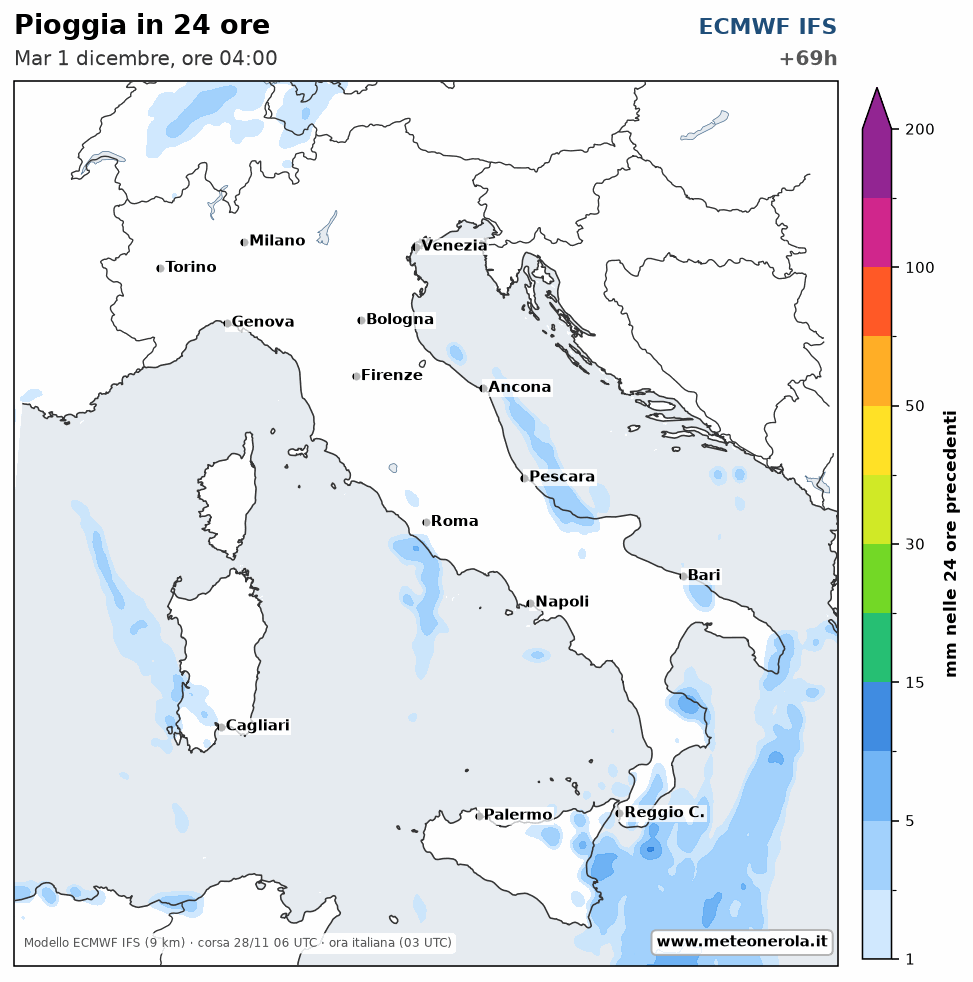 Pioggia in 24 ore
ECMWF IFS
Mar 1 dicembre, ore 04:00
+69h
Milano
Venezia
Torino
Genova
Bologna
Firenze
Ancona
Pescara
Roma
Bari
Napoli
Cagliari
Palermo
Reggio C.
200
100
50
30
15
5
1
mm nelle 24 ore precedenti
Modello ECMWF IFS (9 km) · corsa 28/11 06 UTC · ora italiana (03 UTC)
www.meteonerola.it